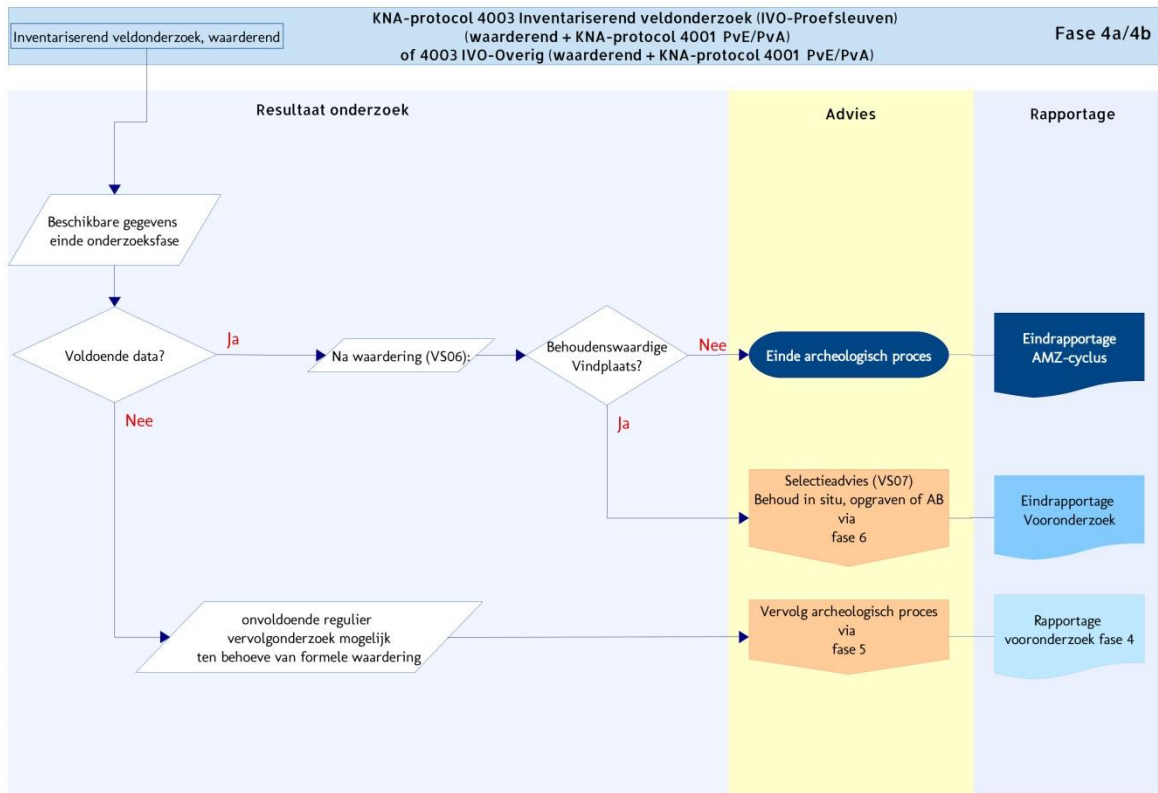 KNA-protocol 4003 Inventariserend veldonderzoek (IVO-Proefsleuven)
(waarderend + KNA-protocol 4001 PvE/PvA)
of 4003 IVO-Overig (waarderend + KNA-protocol 4001 PvE/PvA)
Fase 4a/4b
Inventariserend veldonderzoek, waarderend
Resultaat onderzoek
Advies
Rapportage
Beschikbare gegevens
einde onderzoeksfase
Voldoende data?
Ja
Na waardering (VS06):
Behoudenswaardige
Vindplaats?
Nee
Einde archeologisch proces
Eindrapportage
AMZ-cyclus
Nee
Ja
Selectieadvies (VS07)
Behoud in situ, opgraven of AB
via
fase 6
Eindrapportage
Vooronderzoek
onvoldoende regulier
vervolgonderzoek mogelijk
ten behoeve van formele waardering
Vervolg archeologisch proces
via
fase 5
Rapportage
vooronderzoek fase 4